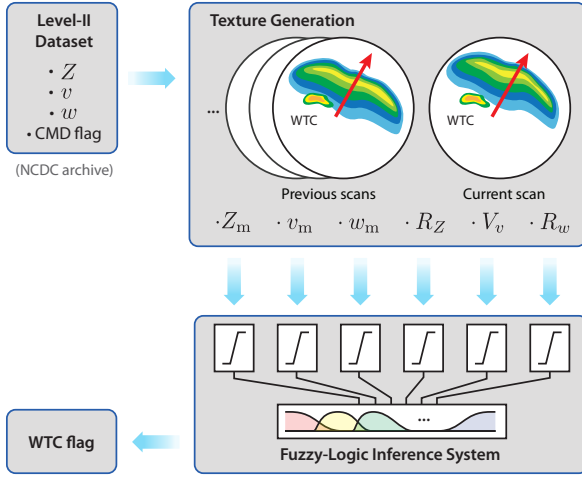 Level-II
Dataset
· Z
· v
· w
· CMD flag
(NCDC archive)
Texture Generation
...
WTC
WTC
Previous scans
Current scan
· Zm · vm · wm · RZ · Vv · Rw
...
Fuzzy-Logic Inference System
WTC flag